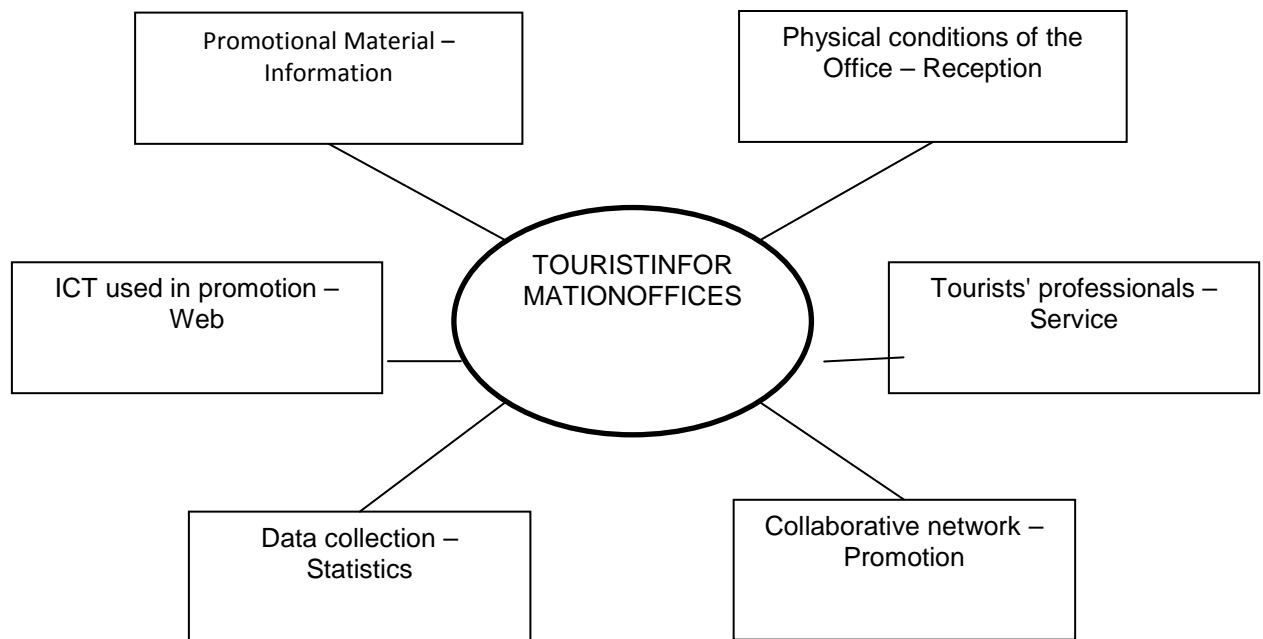 Promotional Material –
Information
Physical conditions of the
Office – Reception
TOURISTINFOR
MATIONOFFICES
ICT used in promotion –
Web
Tourists' professionals –
Service
Data collection –
Statistics
Collaborative network –
Promotion